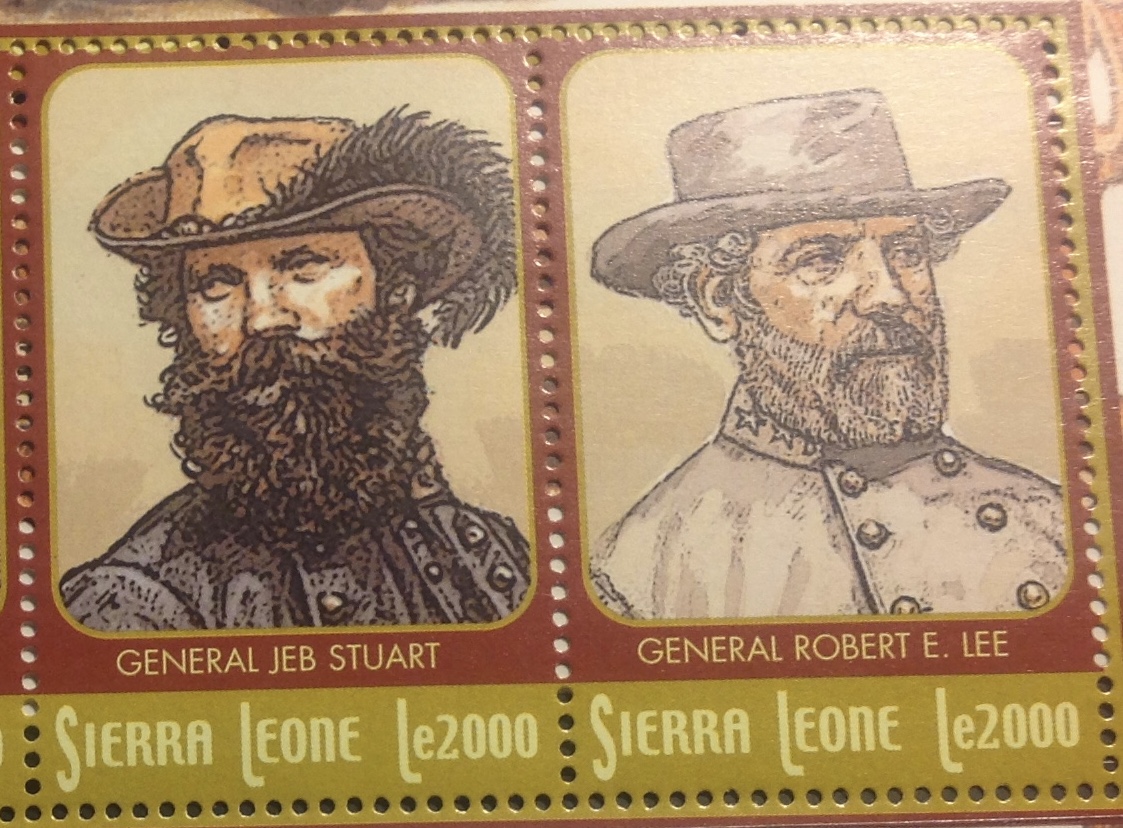 GENERAL JEB STUART
SIERRA LEONE Le2000
GENERAL ROBERT E. LEE
SIERRA LEONE Le2000